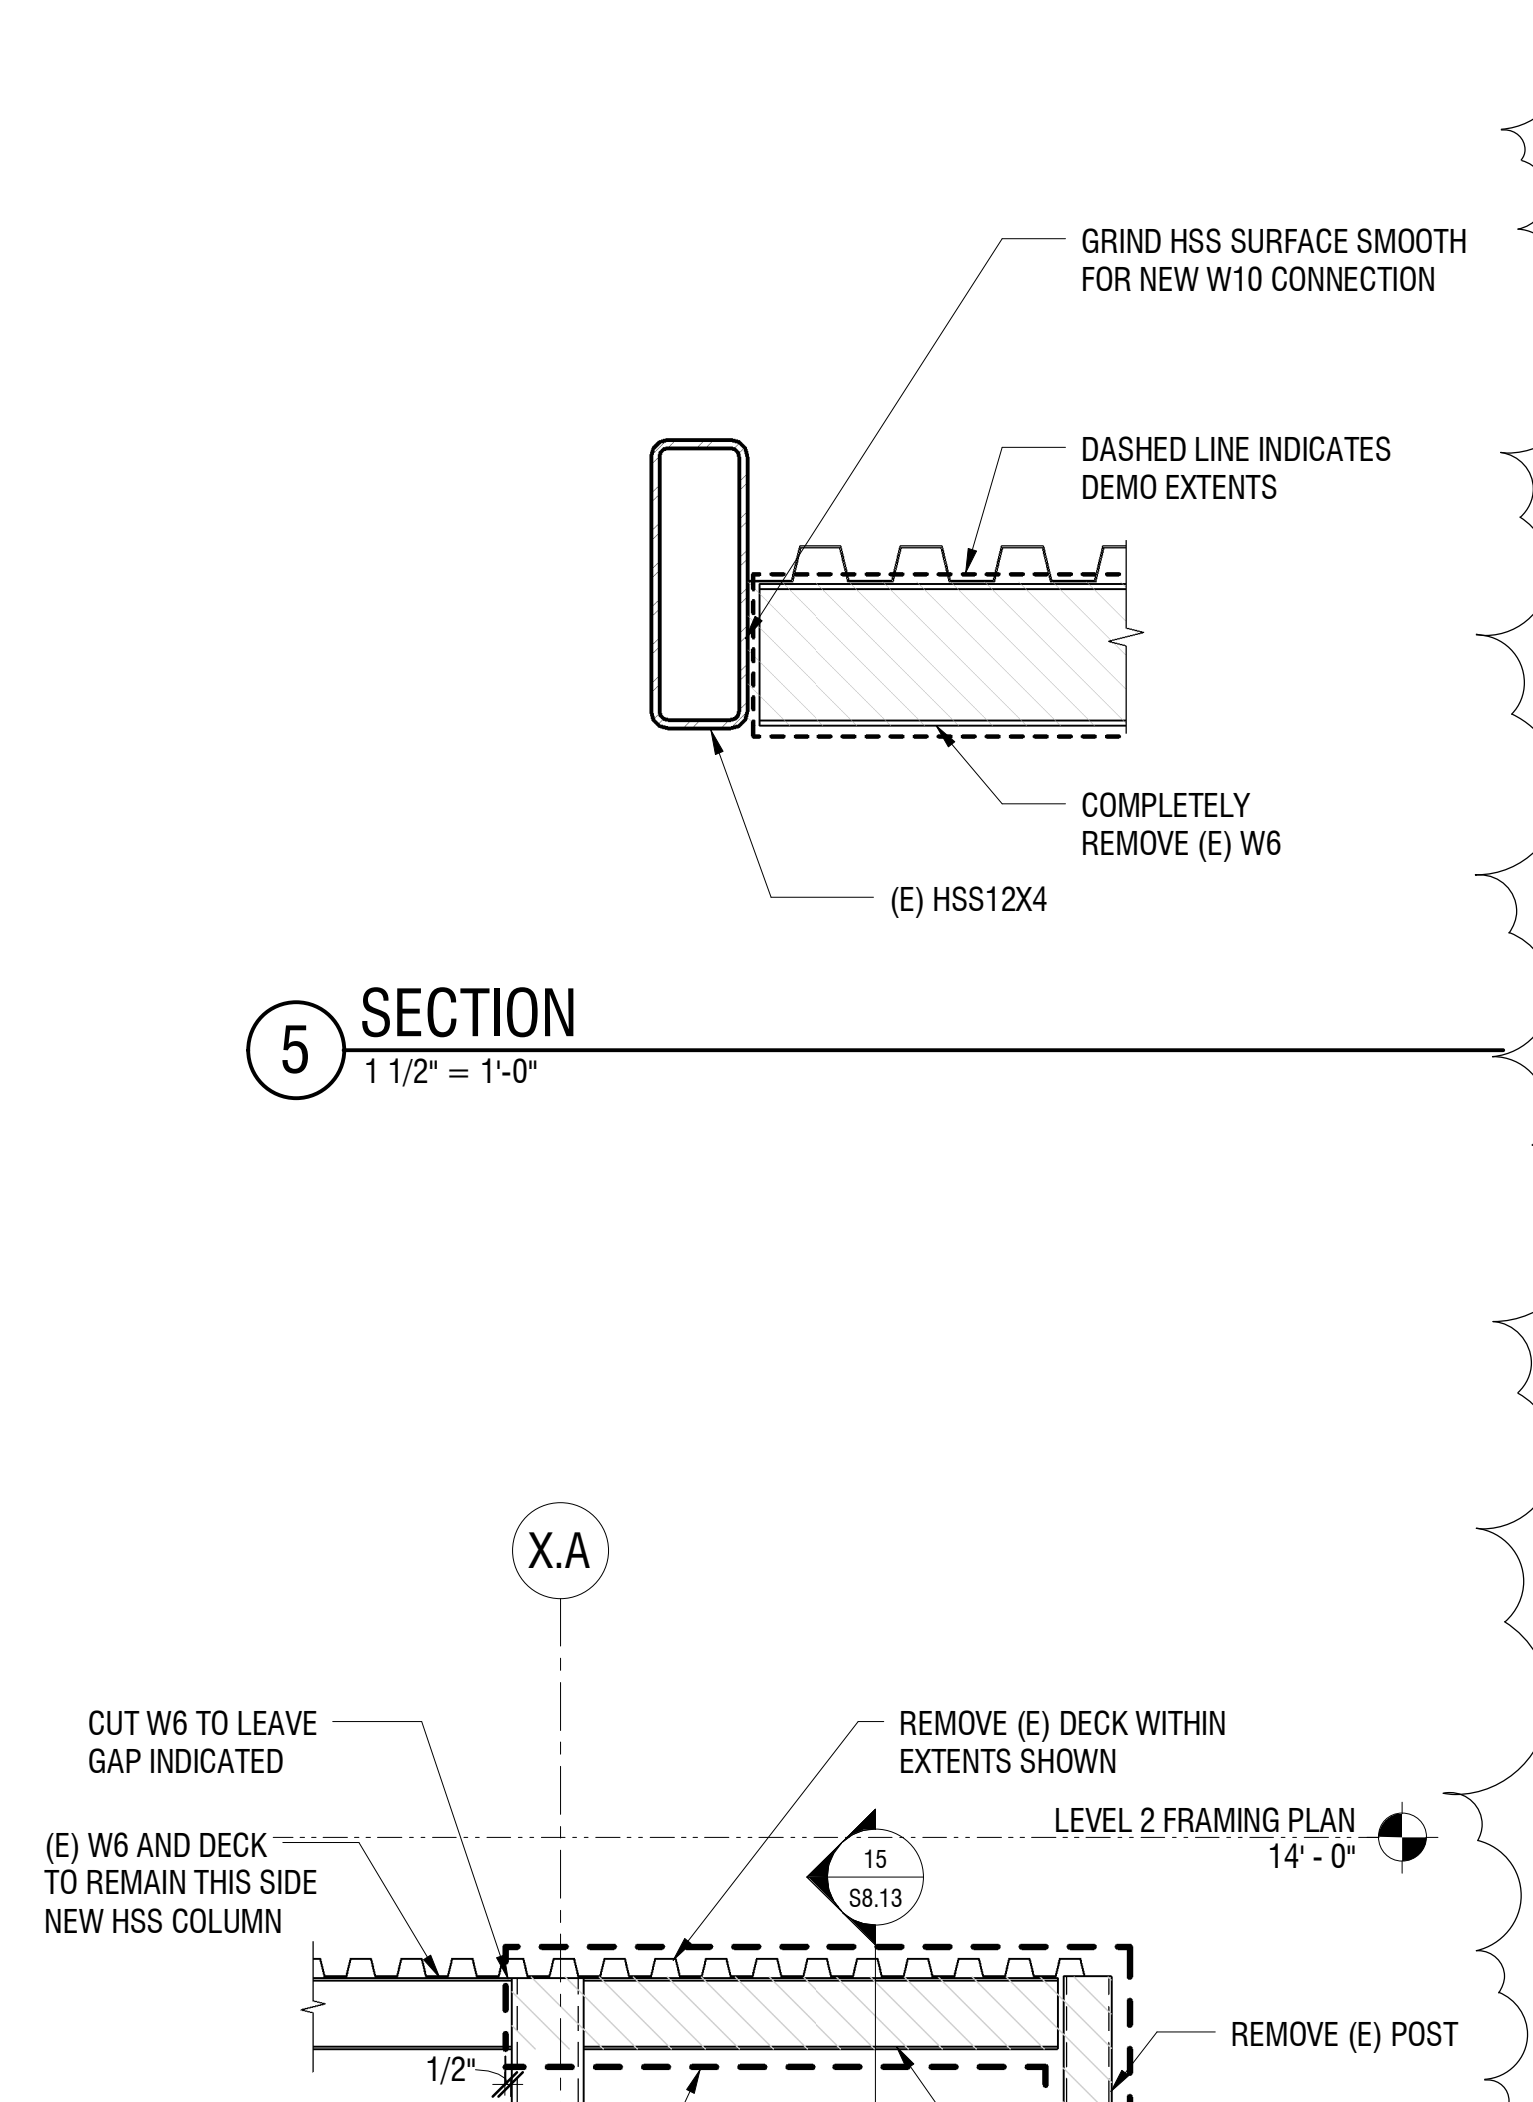 GRIND HSS SURFACE SMOOTH
FOR NEW W10 CONNECTION
DASHED LINE INDICATES
DEMO EXTENTS
COMPLETELY
REMOVE (E) W6
(E) HSS12X4
5
SECTION
1 1/2" = 1'-0"
X.A
CUT W6 TO LEAVE
GAP INDICATED
REMOVE (E) DECK WITHIN
EXTENTS SHOWN
(E) W6 AND DECK
TO REMAIN THIS SIDE
NEW HSS COLUMN
LEVEL 2 FRAMING PLAN
14' - 0"
15
S8.13
REMOVE (E) POST
1/2"